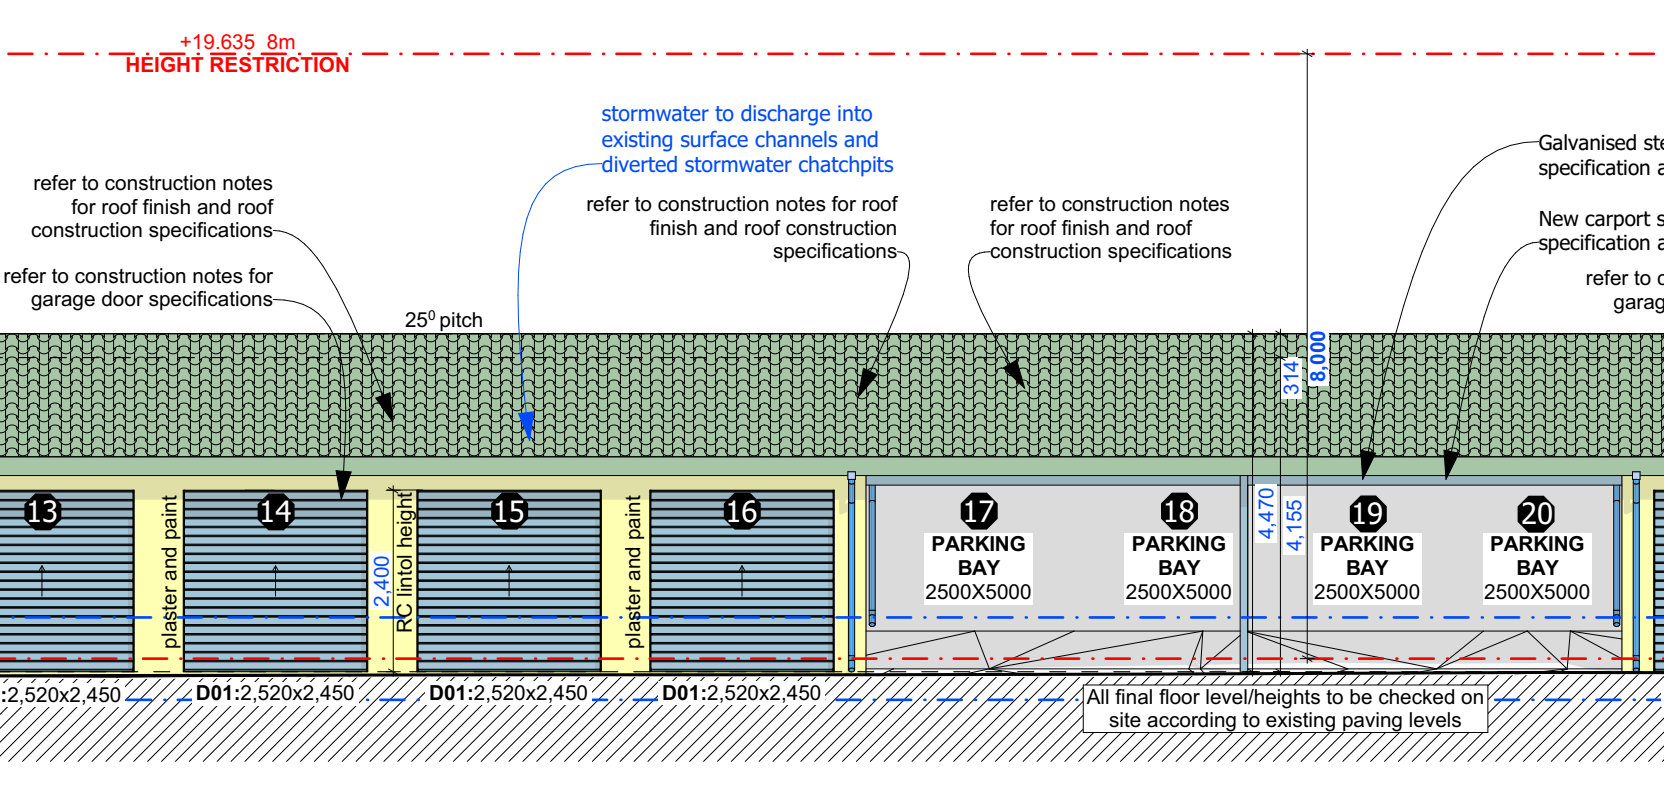 +19.635 8m
HEIGHT RESTRICTION
stormwater to discharge into
existing surface channels and
diverted stormwater chatchpits
refer to construction notes
for roof finish and roof
construction specifications
refer to construction notes for
garage door specifications
refer to construction notes for roof
finish and roof construction
specifications
refer to construction notes
for roof finish and roof
construction specifications
Galvanised ste
specification a
New carport s
specification a
refer to c
garag
25⁰ pitch
314
8,000
13
plaster and paint
14
2,400
RC lintol height
15
plaster and paint
16
17
PARKING
BAY
2500X5000
18
PARKING
BAY
2500X5000
4,470
4,155
19
PARKING
BAY
2500X5000
20
PARKING
BAY
2500X5000
:2,520x2,450
D01:2,520x2,450
D01:2,520x2,450
D01:2,520x2,450
All final floor level/heights to be checked on
site according to existing paving levels